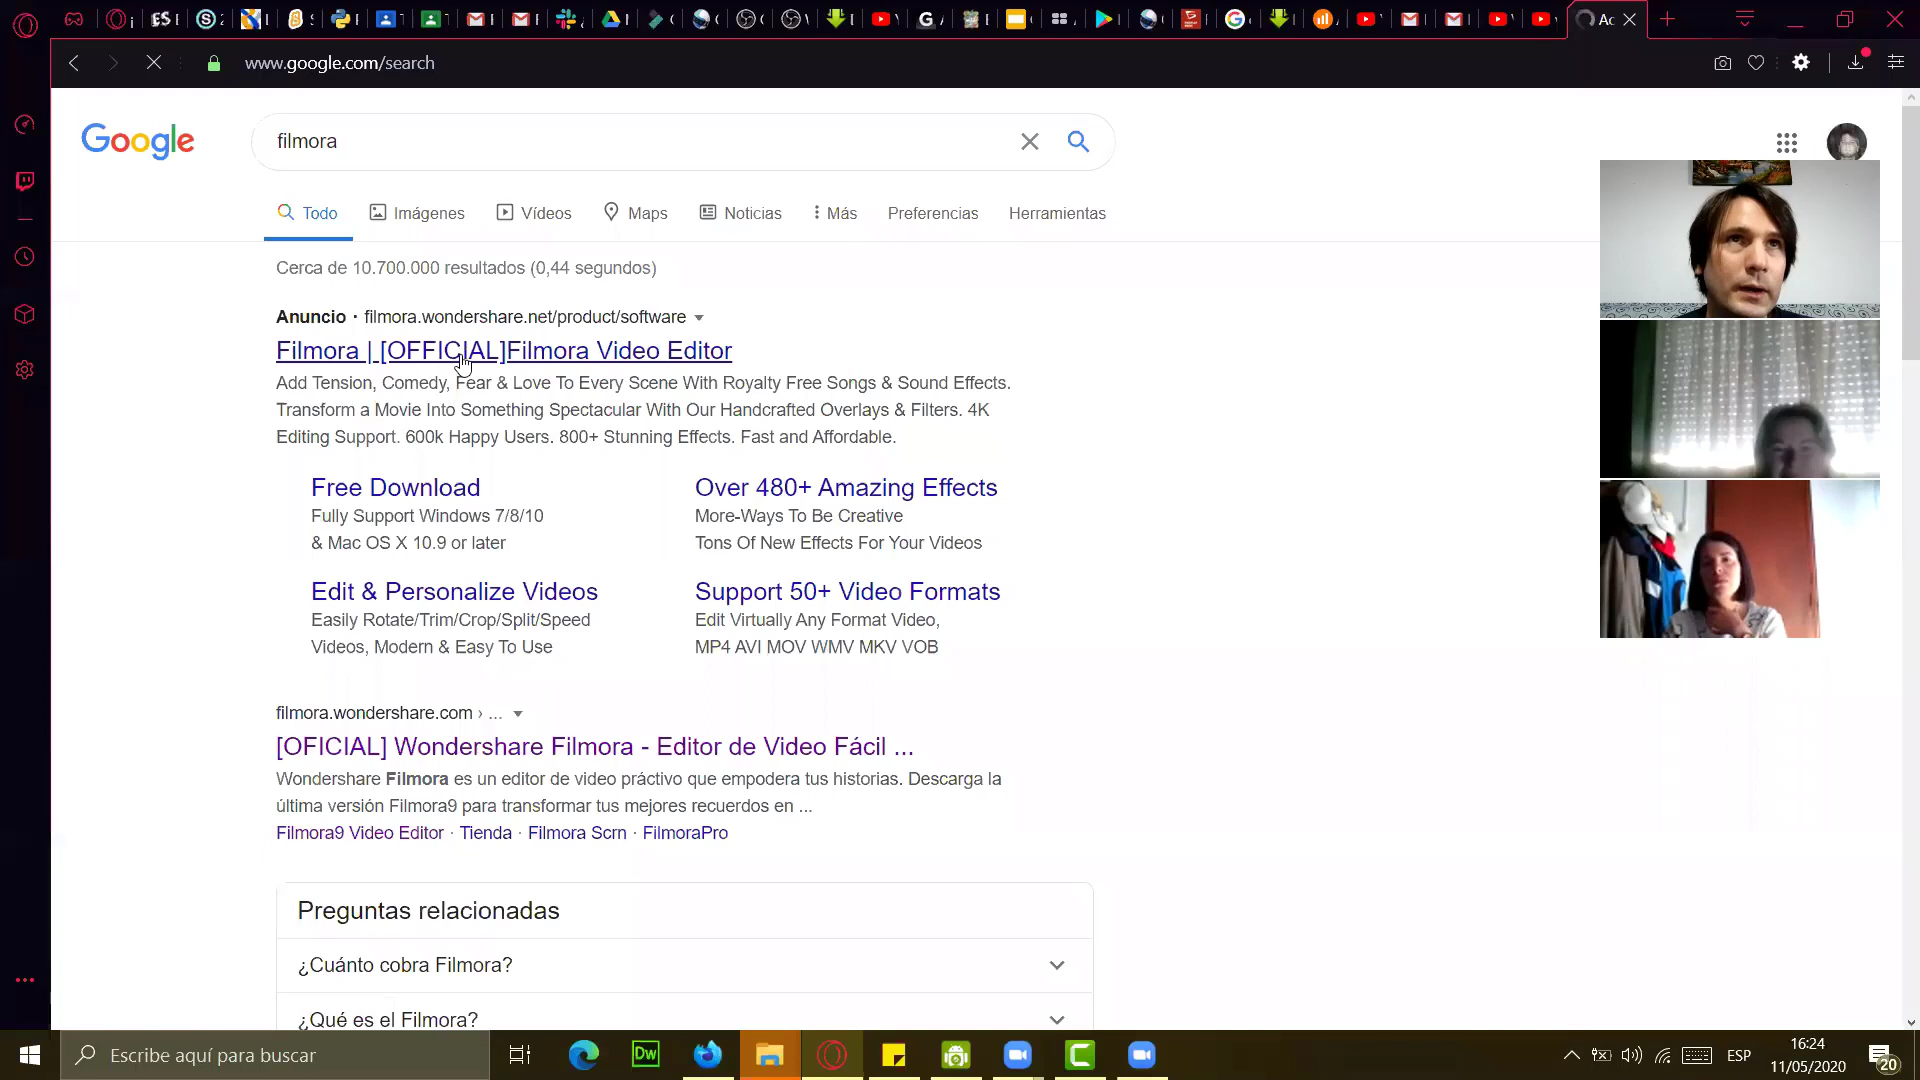 www.google.com/search
Google
filmora
Todo
Imágenes
Vídeos
Maps
Noticias
Más
Preferencias
Herramientas
Cerca de 10.700.000 resultados (0,44 segundos)
Anuncio · filmora.wondershare.net/product/software
Filmora | [OFFICIAL]Filmora Video Editor
Add Tension, Comedy, Fear & Love To Every Scene With Royalty Free Songs & Sound Effects.
Transform a Movie Into Something Spectacular With Our Handcrafted Overlays & Filters. 4K
Editing Support. 600k Happy Users. 800+ Stunning Effects. Fast and Affordable.
Free Download
Fully Support Windows 7/8/10
& Mac OS X 10.9 or later
Over 480+ Amazing Effects
More-Ways To Be Creative
Tons Of New Effects For Your Videos
Edit & Personalize Videos
Easily Rotate/Trim/Crop/Split/Speed
Videos, Modern & Easy To Use
Support 50+ Video Formats
Edit Virtually Any Format Video,
MP4 AVI MOV WMV MKV VOB
filmora.wondershare.com › ...
[OFICIAL] Wondershare Filmora - Editor de Video Fácil ...
Wondershare Filmora es un editor de video práctivo que empodera tus historias. Descarga la
última versión Filmora9 para transformar tus mejores recuerdos en ...
Filmora9 Video Editor · Tienda · Filmora Scrn · FilmoraPro
Preguntas relacionadas
¿Cuánto cobra Filmora?
¿Qué es el Filmora?
Escribe aquí para buscar
Dw
ESP
16:24
11/05/2020
20